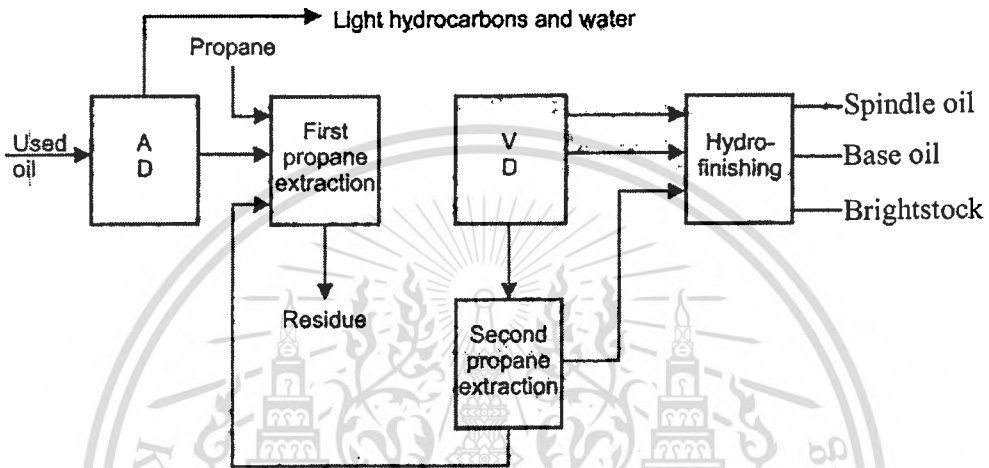 Light hydrocarbons and water
Propane
Used
oil
A
D
First
propane
extraction
V
D
Hydro-
finishing
Spindle oil
Base oil
Brightstock
Residue
Second
propane
extraction
K
g